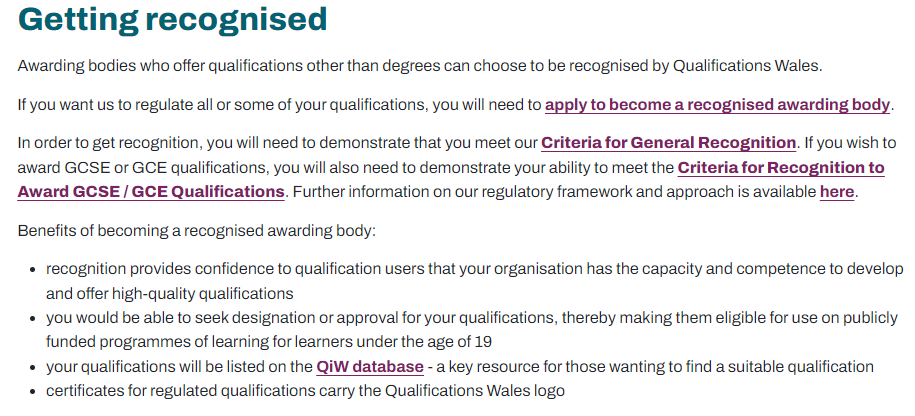 Getting recognised
Awarding bodies who offer qualifications other than degrees can choose to be recognised by Qualifications Wales.
If you want us to regulate all or some of your qualifications, you will need to apply to become a recognised awarding body.
In order to get recognition, you will need to demonstrate that you meet our Criteria for General Recognition. If you wish to
award GCSE or GCE qualifications, you will also need to demonstrate your ability to meet the Criteria for Recognition to
Award GCSE / GCE Qualifications. Further information on our regulatory framework and approach is available here.
Benefits of becoming a recognised awarding body:
• recognition provides confidence to qualification users that your organisation has the capacity and competence to develop
and offer high-quality qualifications
• you would be able to seek designation or approval for your qualifications, thereby making them eligible for use on publicly
funded programmes of learning for learners under the age of 19
• your qualifications will be listed on the QiW database - a key resource for those wanting to find a suitable qualification
• certificates for regulated qualifications carry the Qualifications Wales logo